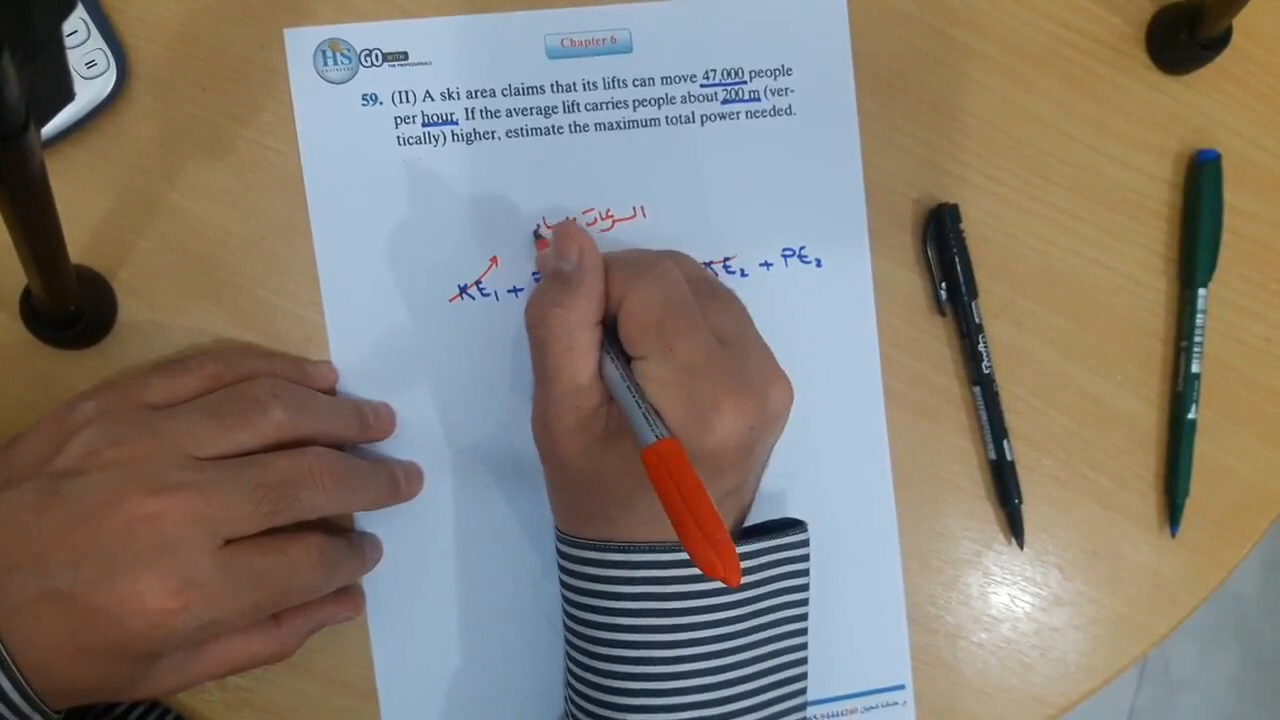 HS
ENGINEERS
GO WITH
THE PROFESSIONALS
Chapter 6
59. (II) A ski area claims that its lifts can move 47,000 people
per hour. If the average lift carries people about 200 m (ver-
tically) higher, estimate the maximum total power needed.
السرعات
KE₁ + KE₂ + PE₂